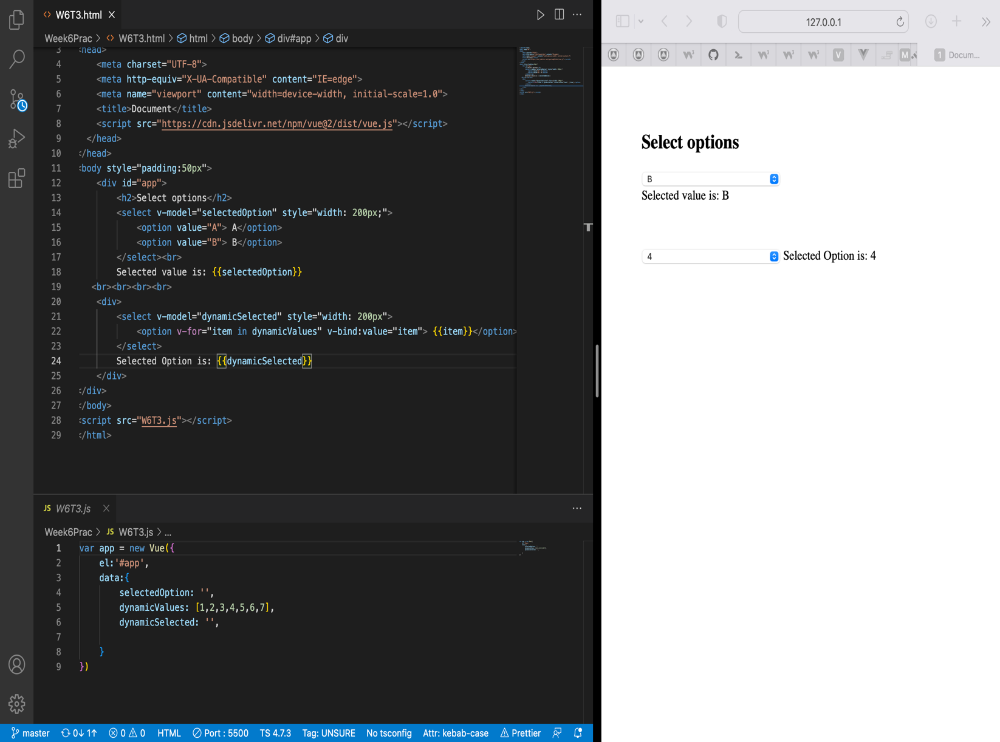 W6T3.html
Week6Prac > W6T3.html > html > body > div#app > div
3 <head>
4 <meta charset="UTF-8">
5 <meta http-equiv="X-UA-Compatible" content="IE=edge">
6 <meta name="viewport" content="width=device-width, initial-scale=1.0">
7 <title>Document</title>
8 <script src="https://cdn.jsdelivr.net/npm/vue@2/dist/vue.js"></script>
9 </head>
10 </head>
11 <body style="padding:50px">
12 <div id="app">
13 <h2>Select options</h2>
14 <select v-model="selectedOption" style="width: 200px;">
15 <option value="A"> A</option>
16 <option value="B"> B</option>
17 </select><br>
18 Selected value is: {{selectedOption}}
19 <br><br><br><br>
20 <div>
21 <select v-model="dynamicSelected" style="width: 200px">
22 <option v-for="item in dynamicValues" v-bind:value="item"> {{item}}</option>
23 </select>
24 Selected Option is: {{dynamicSelected}}
25 </div>
26 </div>
27 </body>
28 <script src="W6T3.js"></script>
29 </html>
JS W6T3.js
Week6Prac > JS W6T3.js > ...
1 var app = new Vue({
2 el:'#app',
3 data:{
4 selectedOption: '',
5 dynamicValues: [1,2,3,4,5,6,7],
6 dynamicSelected: '',
7
8 }
9 })
master 0↓ 1↑ 0 0 HTML Port : 5500 TS 4.7.3 Tag: UNSURE No tsconfig Attr: kebab-case Prettier
127.0.0.1
W3 W3 W3 W3 V M 1 Docum...
Select options
B
Selected value is: B
4 Selected Option is: 4